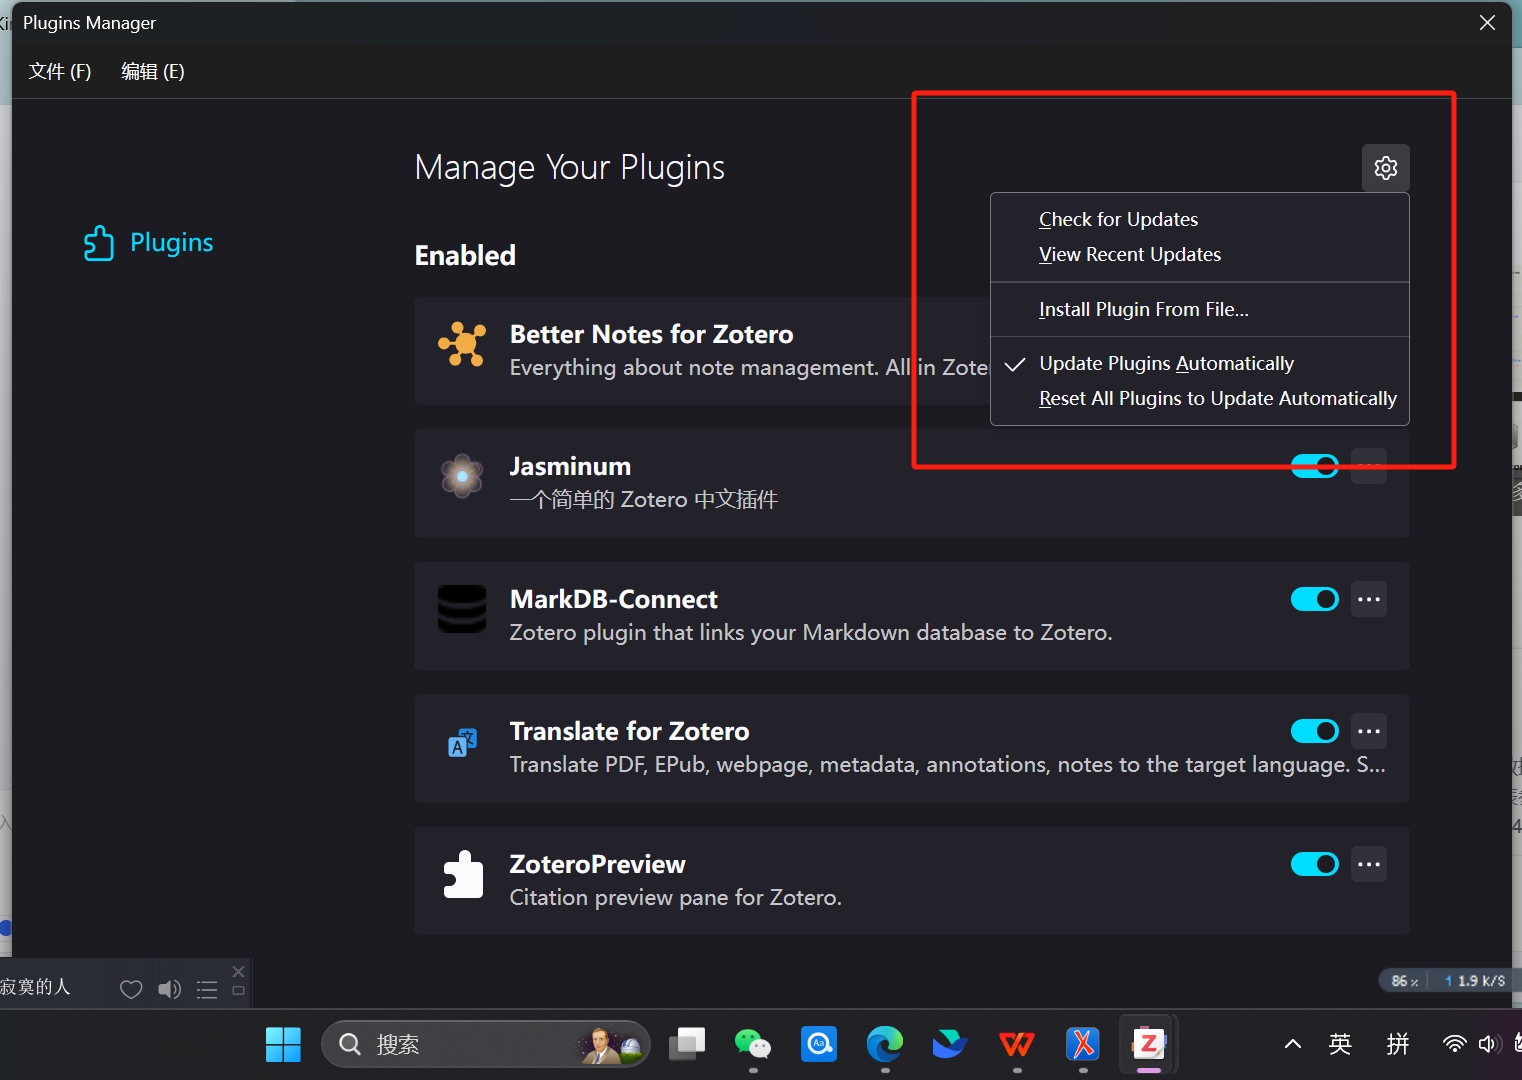 Plugins Manager
文件 (F) 编辑 (E)
Manage Your Plugins
Plugins
Check for Updates
View Recent Updates
Install Plugin From File...
Update Plugins Automatically
Reset All Plugins to Update Automatically
Enabled
Better Notes for Zotero
Everything about note management. All in Zote
Jasminum
一个简单的 Zotero 中文插件
MarkDB-Connect
Zotero plugin that links your Markdown database to Zotero.
Translate for Zotero
Translate PDF, EPub, webpage, metadata, annotations, notes to the target language. S...
ZoteroPreview
Citation preview pane for Zotero.
寂寞的人
86% 1.9 K/S
搜索
英 拼